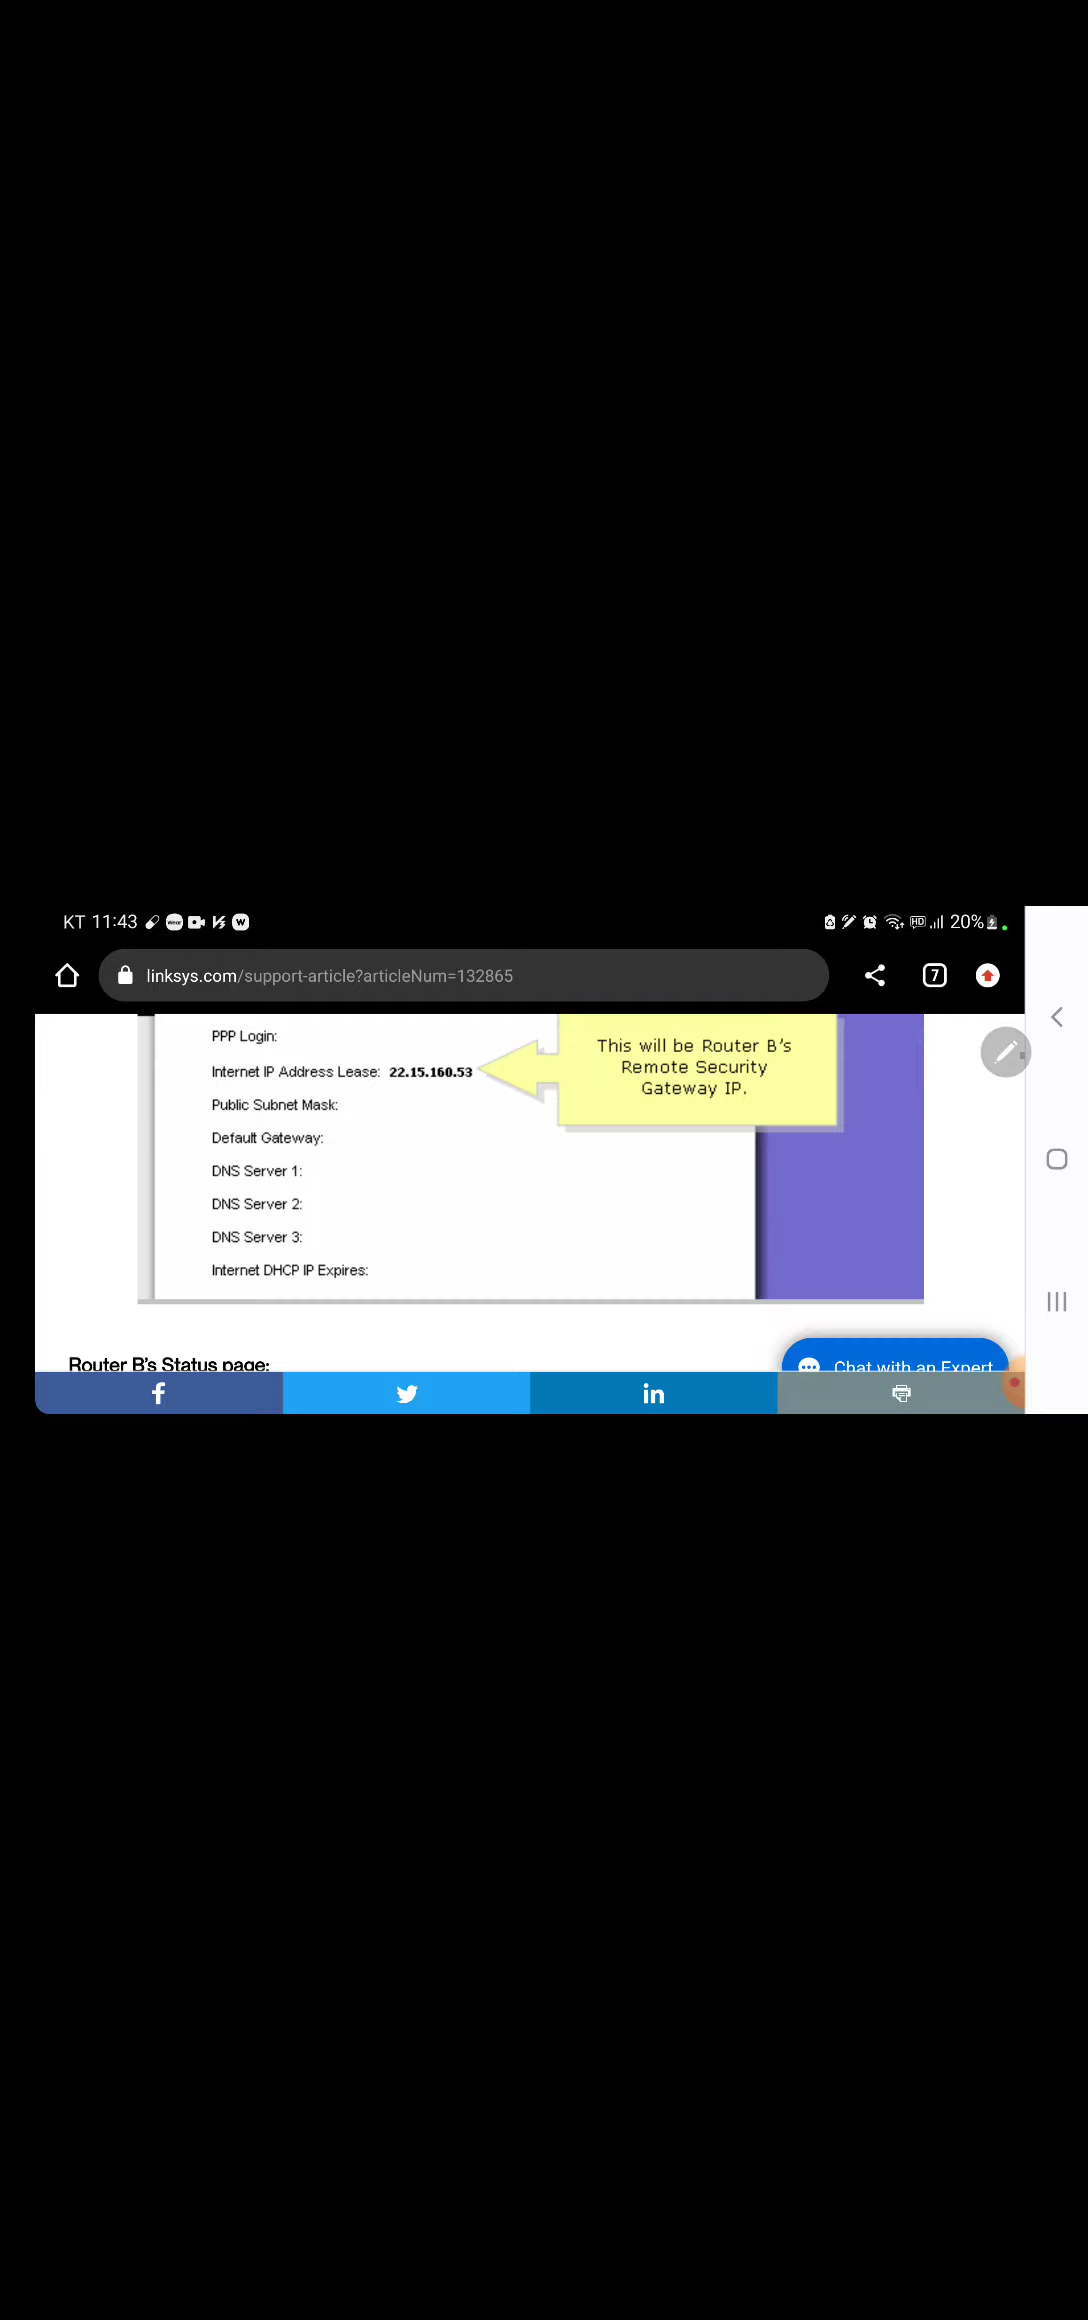 KT 11:43
HD 20%
linksys.com/support-article?articleNum=132865
7
PPP Login:
Internet IP Address Lease: 22.15.160.53
This will be Router B's
Remote Security
Gateway IP.
Public Subnet Mask:
Default Gateway:
DNS Server 1:
DNS Server 2:
DNS Server 3:
Internet DHCP IP Expires:
Router B's Status page:
Chat with an Expert